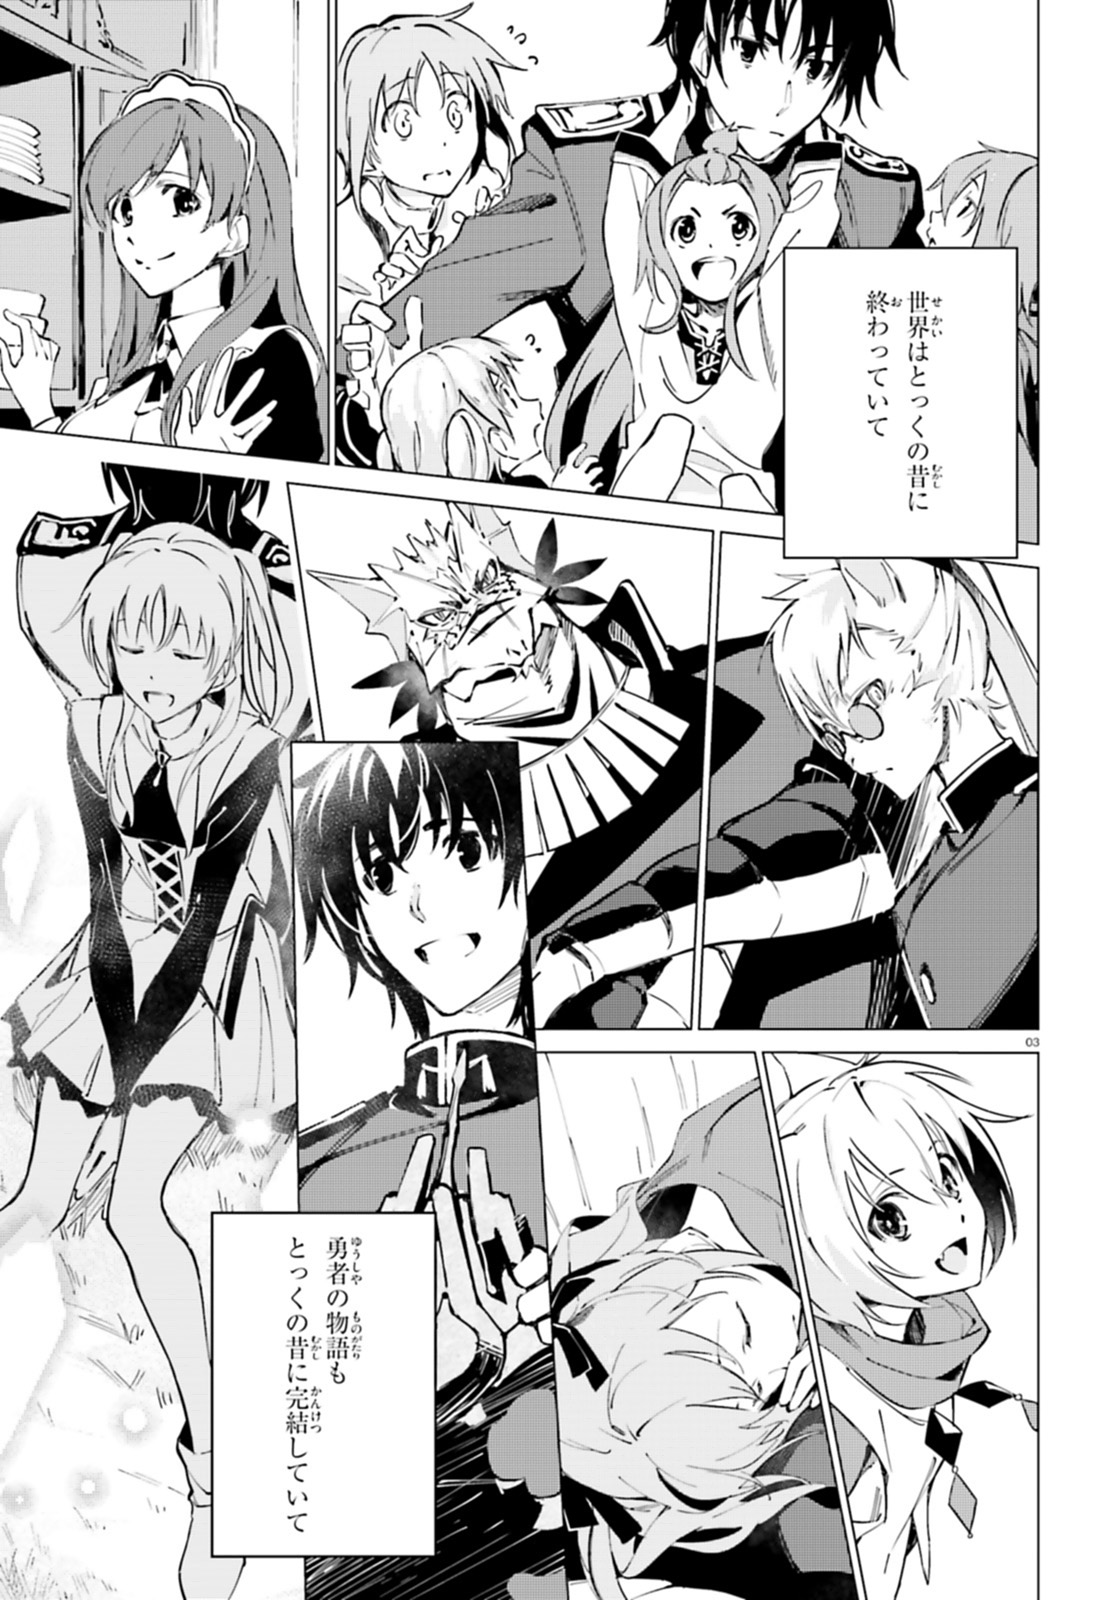 世界はとっくの昔に
終わっていて
03
勇者の物語も
とっくの昔に完結していて